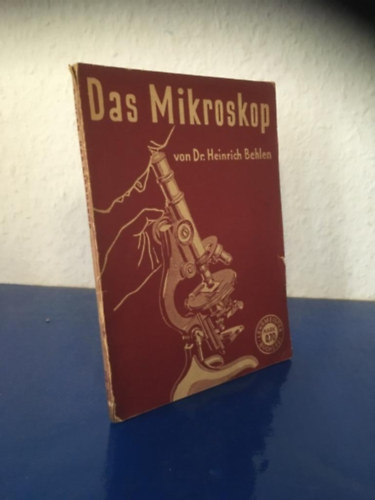 Das Mikroskop
von Dr. Heinrich Behlen